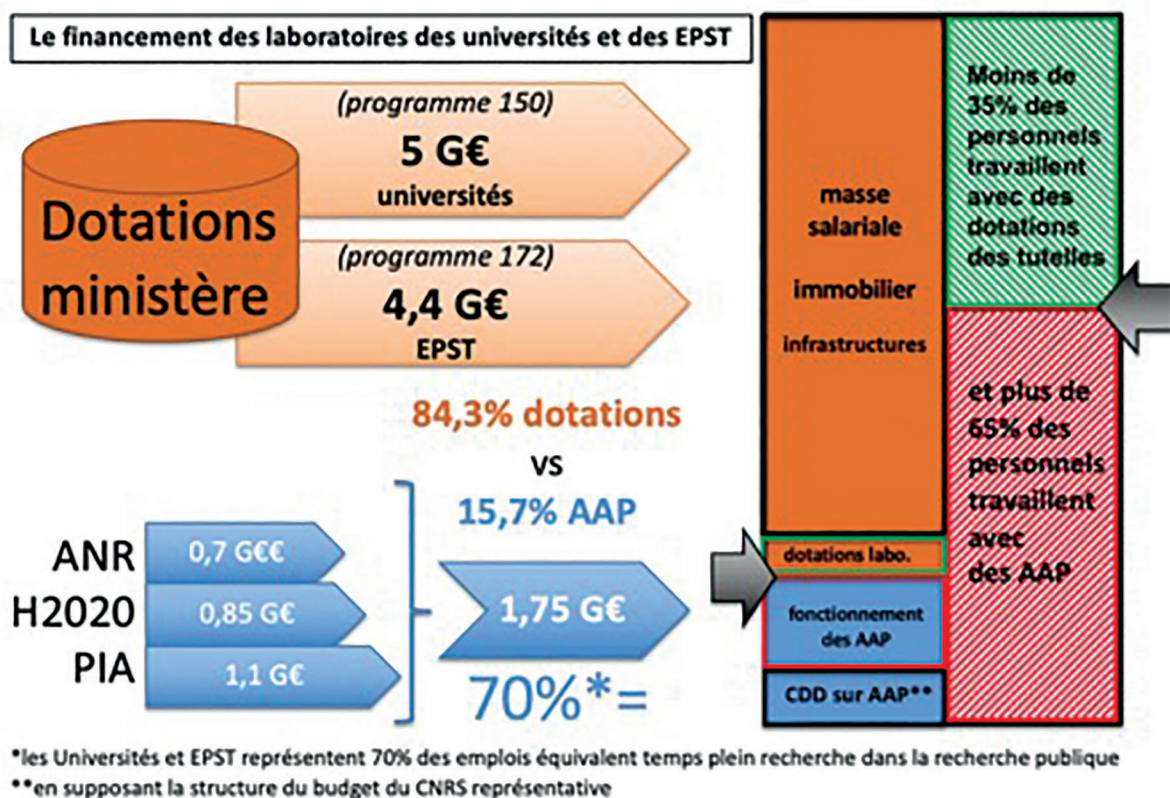 Le financement des laboratoires des universités et des EPST
Dotations
ministère
(programme 150)
5 G€
universités
(programme 172)
4,4 G€
EPST
84,3% dotations
vs
15,7% AAP
ANR
0,7 G€€
H2020
0,85 G€
PIA
1,1 G€
1,75 G€
70%*=
masse
salariale
immobilier
infrastructures
dotations labo.
fonctionnement
des AAP
CDD sur AAP**
Moins de
35% des
personnels
travaillent
avec des
dotations
des tutelles
et plus de
65% des
personnels
travaillent
avec
des AAP
*les Universités et EPST représentent 70% des emplois équivalent temps plein recherche dans la recherche publique
**en supposant la structure du budget du CNRS représentative